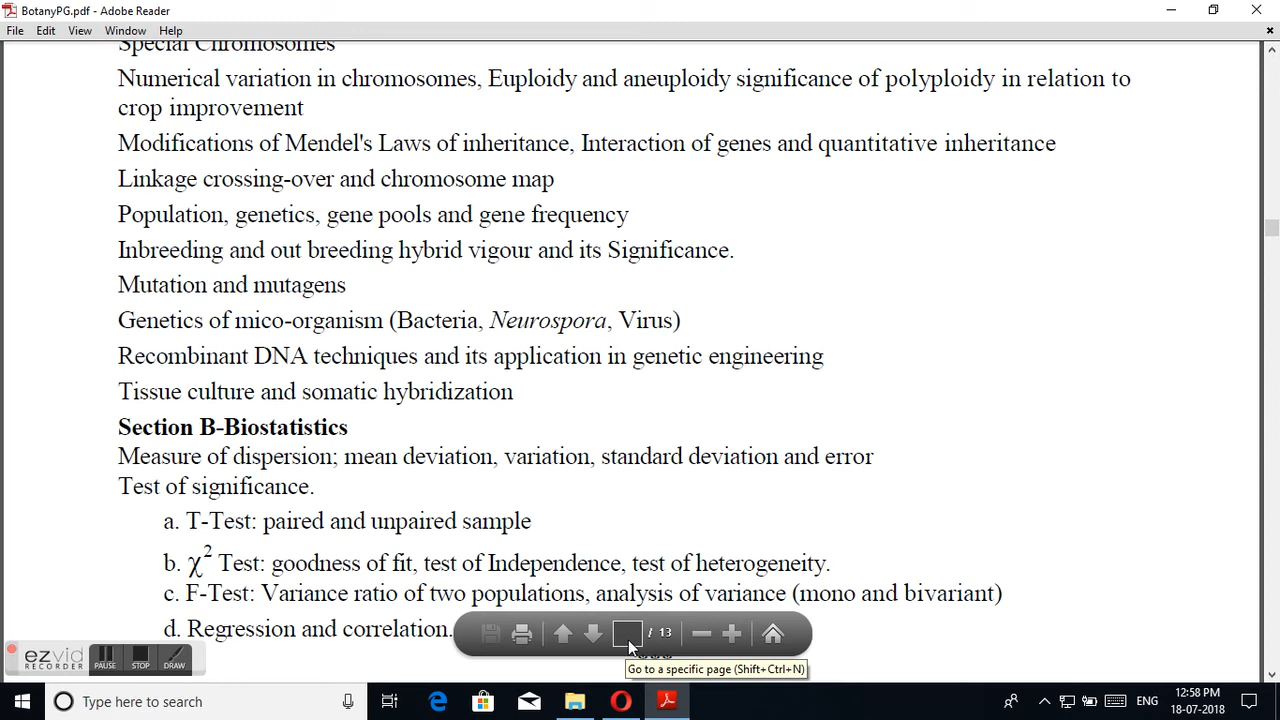 BotanyPG.pdf - Adobe Reader
File Edit View Window Help
Special Chromosomes
Numerical variation in chromosomes, Euploidy and aneuploidy significance of polyploidy in relation to
crop improvement
Modifications of Mendel's Laws of inheritance, Interaction of genes and quantitative inheritance
Linkage crossing-over and chromosome map
Population, genetics, gene pools and gene frequency
Inbreeding and out breeding hybrid vigour and its Significance.
Mutation and mutagens
Genetics of mico-organism (Bacteria, Neurospora, Virus)
Recombinant DNA techniques and its application in genetic engineering
Tissue culture and somatic hybridization
Section B-Biostatistics
Measure of dispersion; mean deviation, variation, standard deviation and error
Test of significance.
a. T-Test: paired and unpaired sample
b. χ² Test: goodness of fit, test of Independence, test of heterogeneity.
c. F-Test: Variance ratio of two populations, analysis of variance (mono and bivariant)
d. Regression and correlation.
/ 13
Go to a specific page (Shift+Ctrl+N)
ezvid
RECORDER
PAUSE STOP DRAW
Type here to search
ENG
12:58 PM
18-07-2018